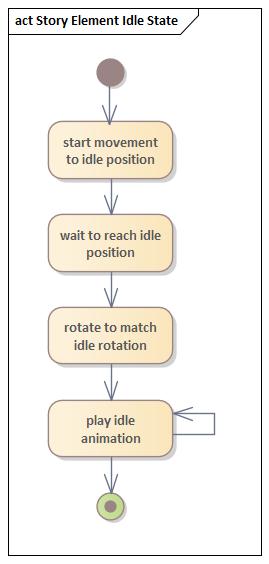 act Story Element Idle State
start movement
to idle position
wait to reach idle
position
rotate to match
idle rotation
play idle
animation